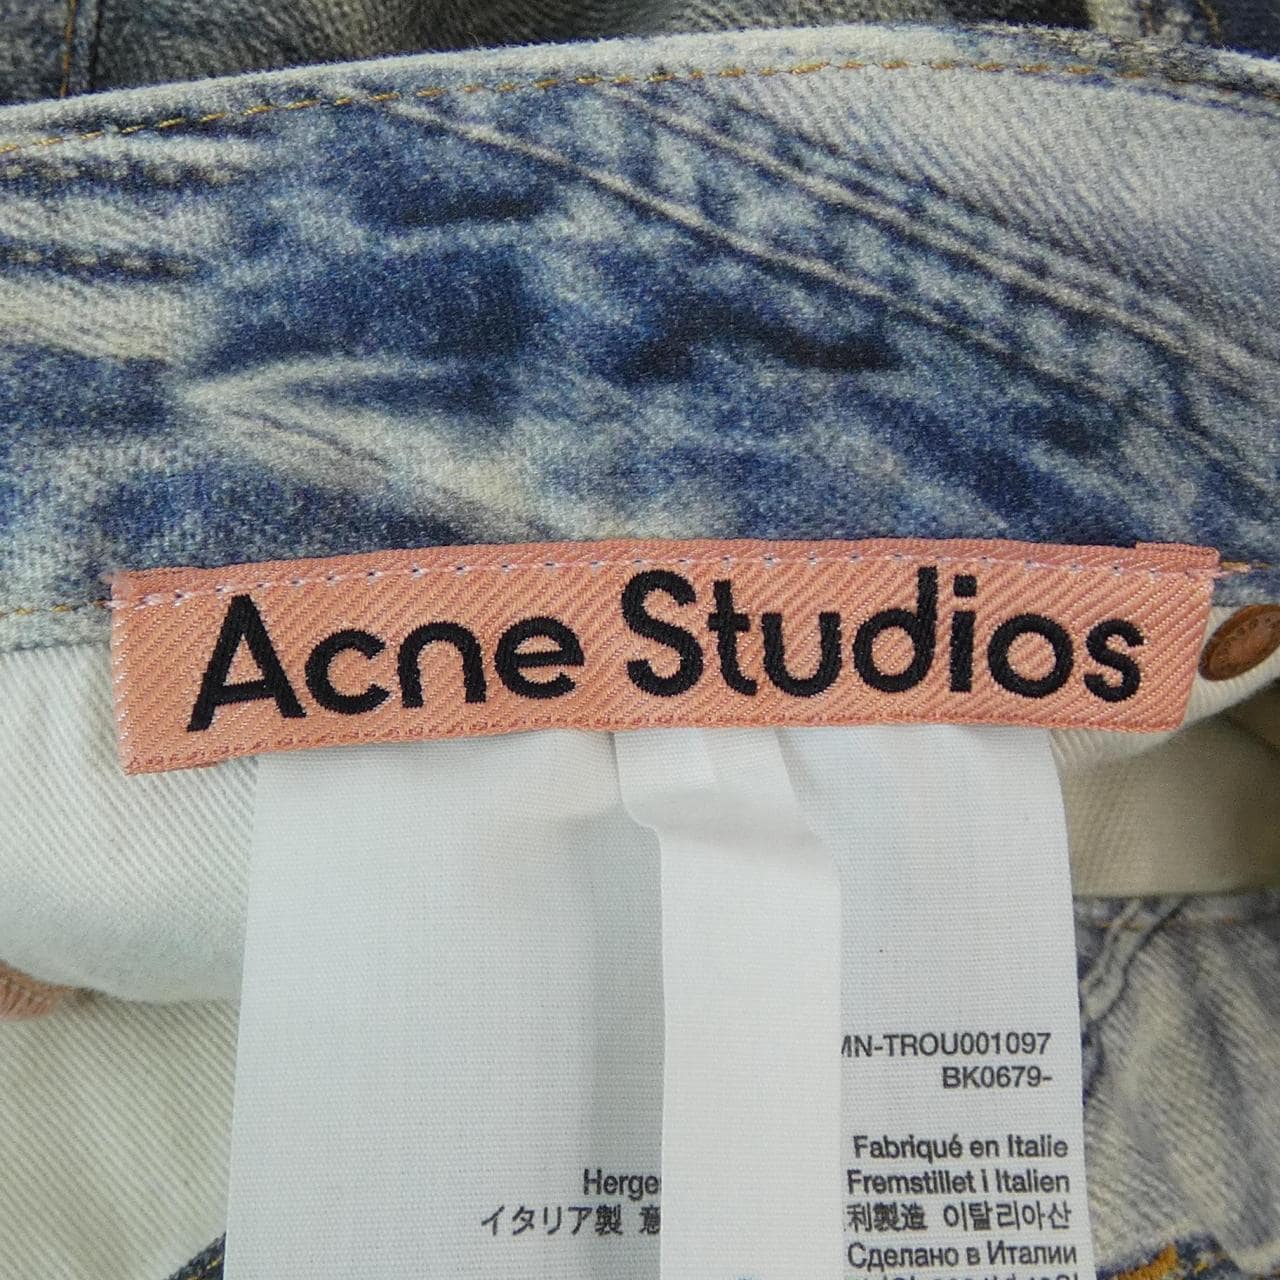 Acne Studios
MN-TROU001097
BK0679-
Fabriqué en Italie
Fremstillet i Italien
イタリア製 利製造 이탈리아산
Сделано в Италии